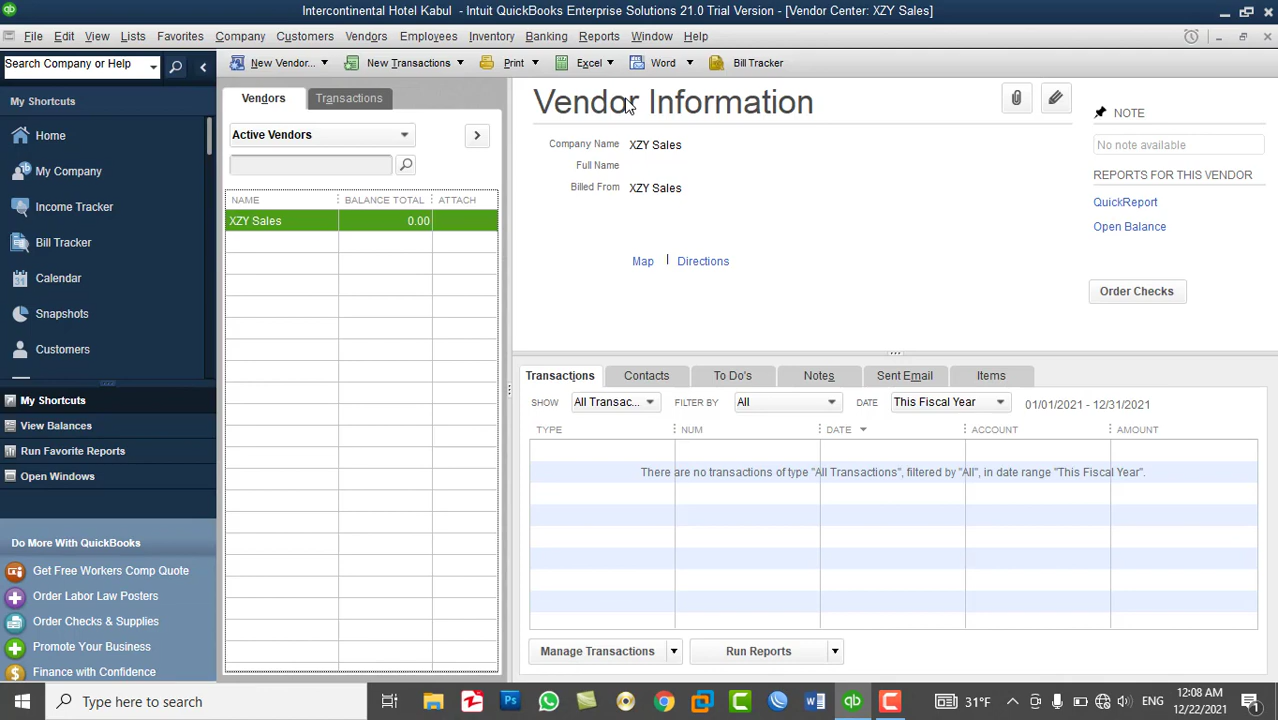 Intercontinental Hotel Kabul - Intuit QuickBooks Enterprise Solutions 21.0 Trial Version - [Vendor Center: XZY Sales]
File Edit View Lists Favorites Company Customers Vendors Employees Inventory Banking Reports Window Help
Search Company or Help
New Vendor... New Transactions Print Excel Word Bill Tracker
My Shortcuts
Home
My Company
Income Tracker
Bill Tracker
Calendar
Snapshots
Customers
My Shortcuts
View Balances
Run Favorite Reports
Open Windows
Do More With QuickBooks
Get Free Workers Comp Quote
Order Labor Law Posters
Order Checks & Supplies
Promote Your Business
Finance with Confidence
Vendors Transactions
Active Vendors
NAME BALANCE TOTAL ATTACH
XZY Sales 0.00
Vendor Information
Company Name XZY Sales
Full Name
Billed From XZY Sales
Map Directions
NOTE
No note available
REPORTS FOR THIS VENDOR
QuickReport
Open Balance
Order Checks
Transactions Contacts To Do's Notes Sent Email Items
SHOW All Transac... FILTER BY All DATE This Fiscal Year 01/01/2021 - 12/31/2021
TYPE NUM DATE ACCOUNT AMOUNT
There are no transactions of type "All Transactions", filtered by "All", in date range "This Fiscal Year".
Manage Transactions Run Reports
Type here to search
31°F ENG 12:08 AM
12/22/2021
1